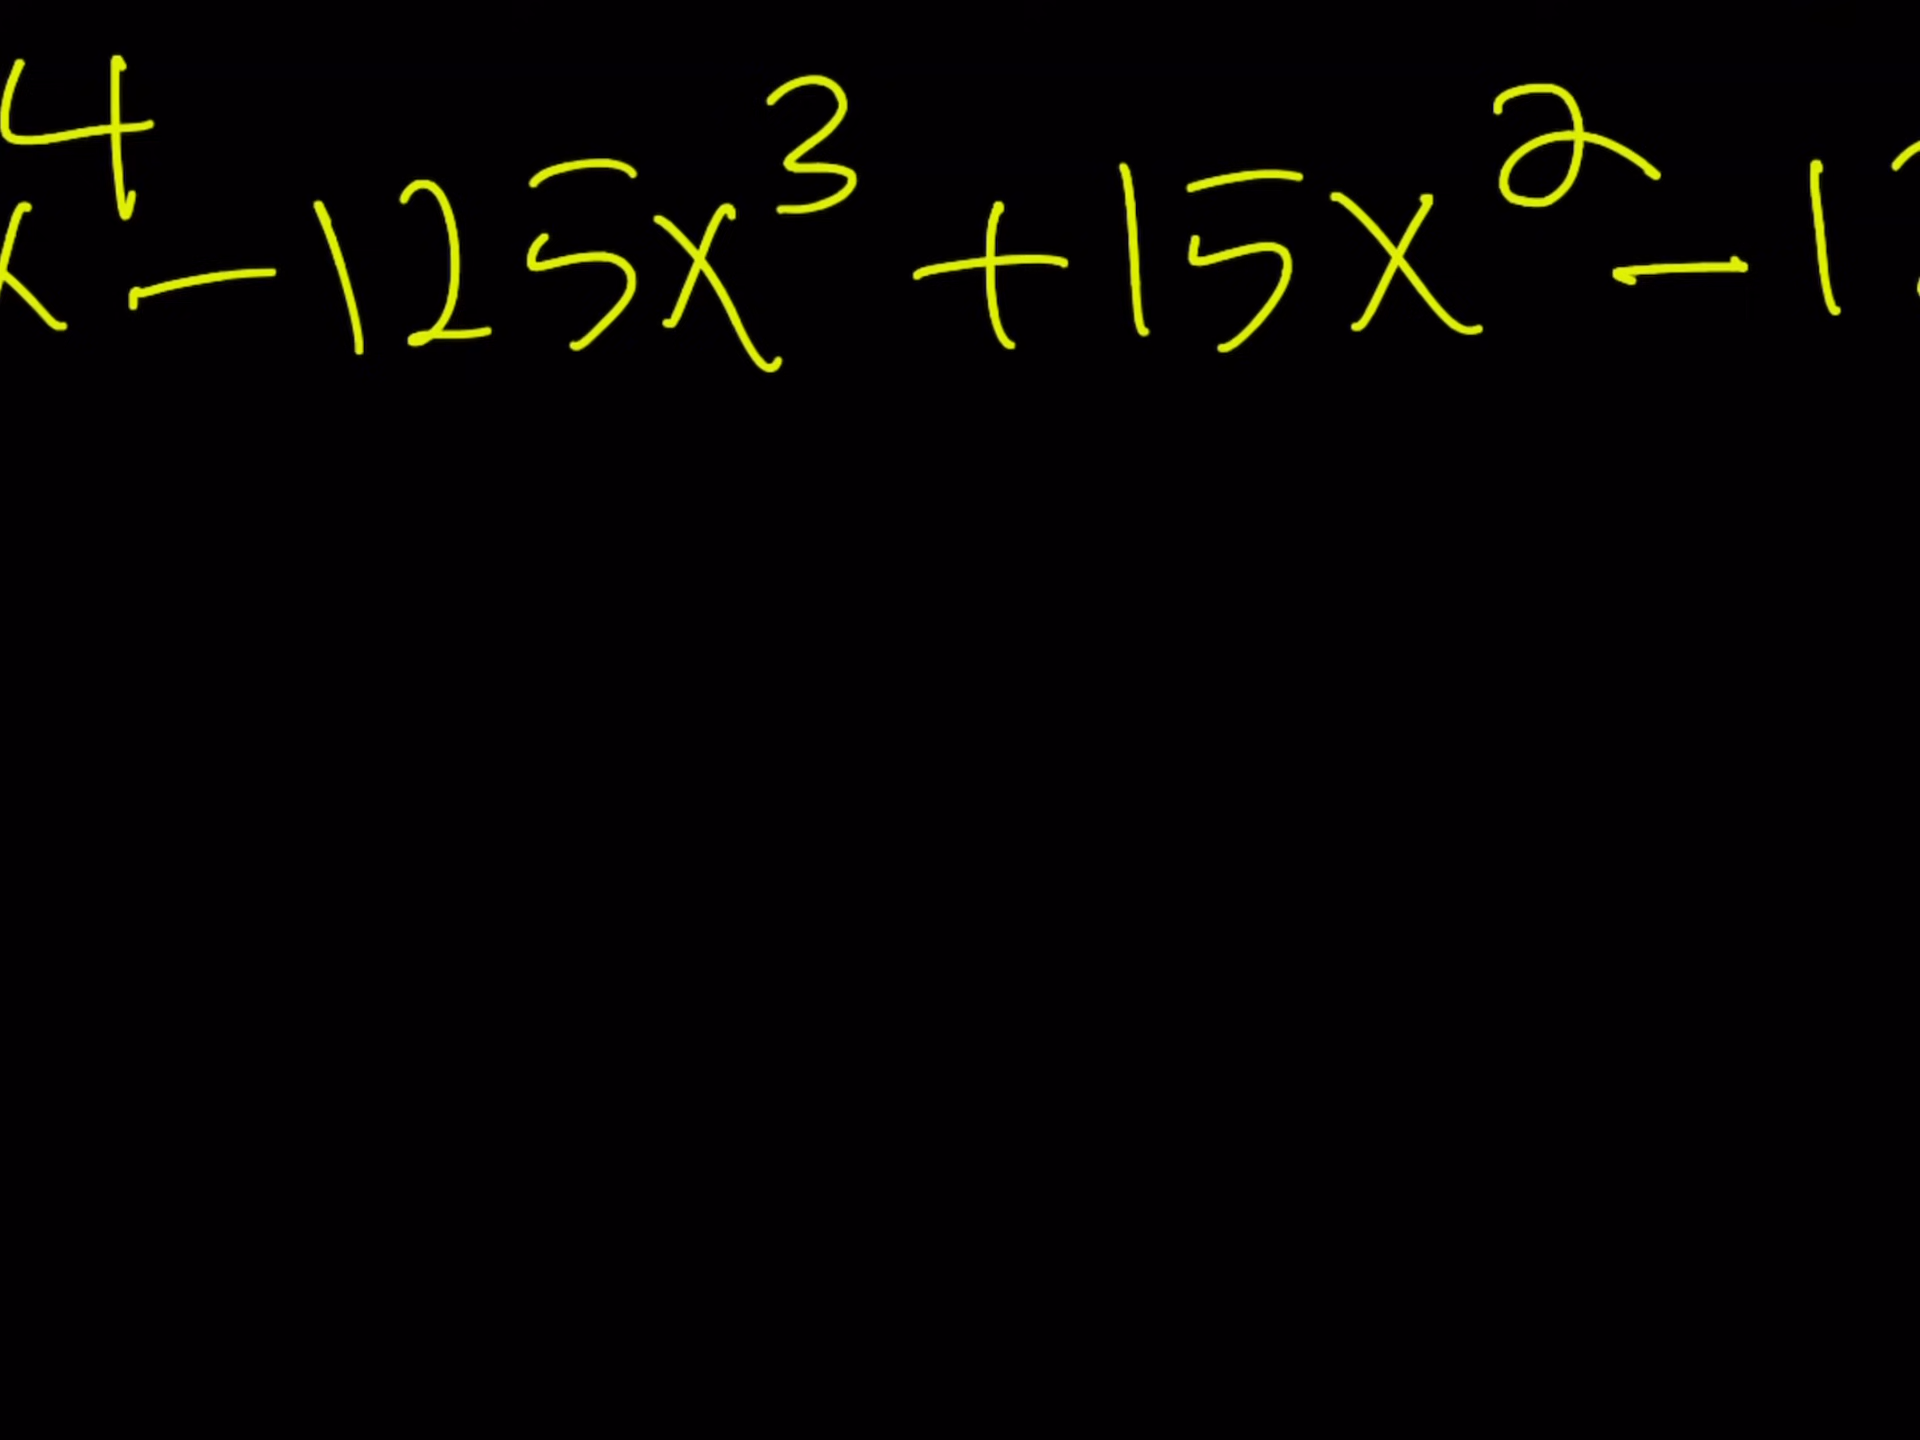 x⁴ - 125x³ + 15x² - 1